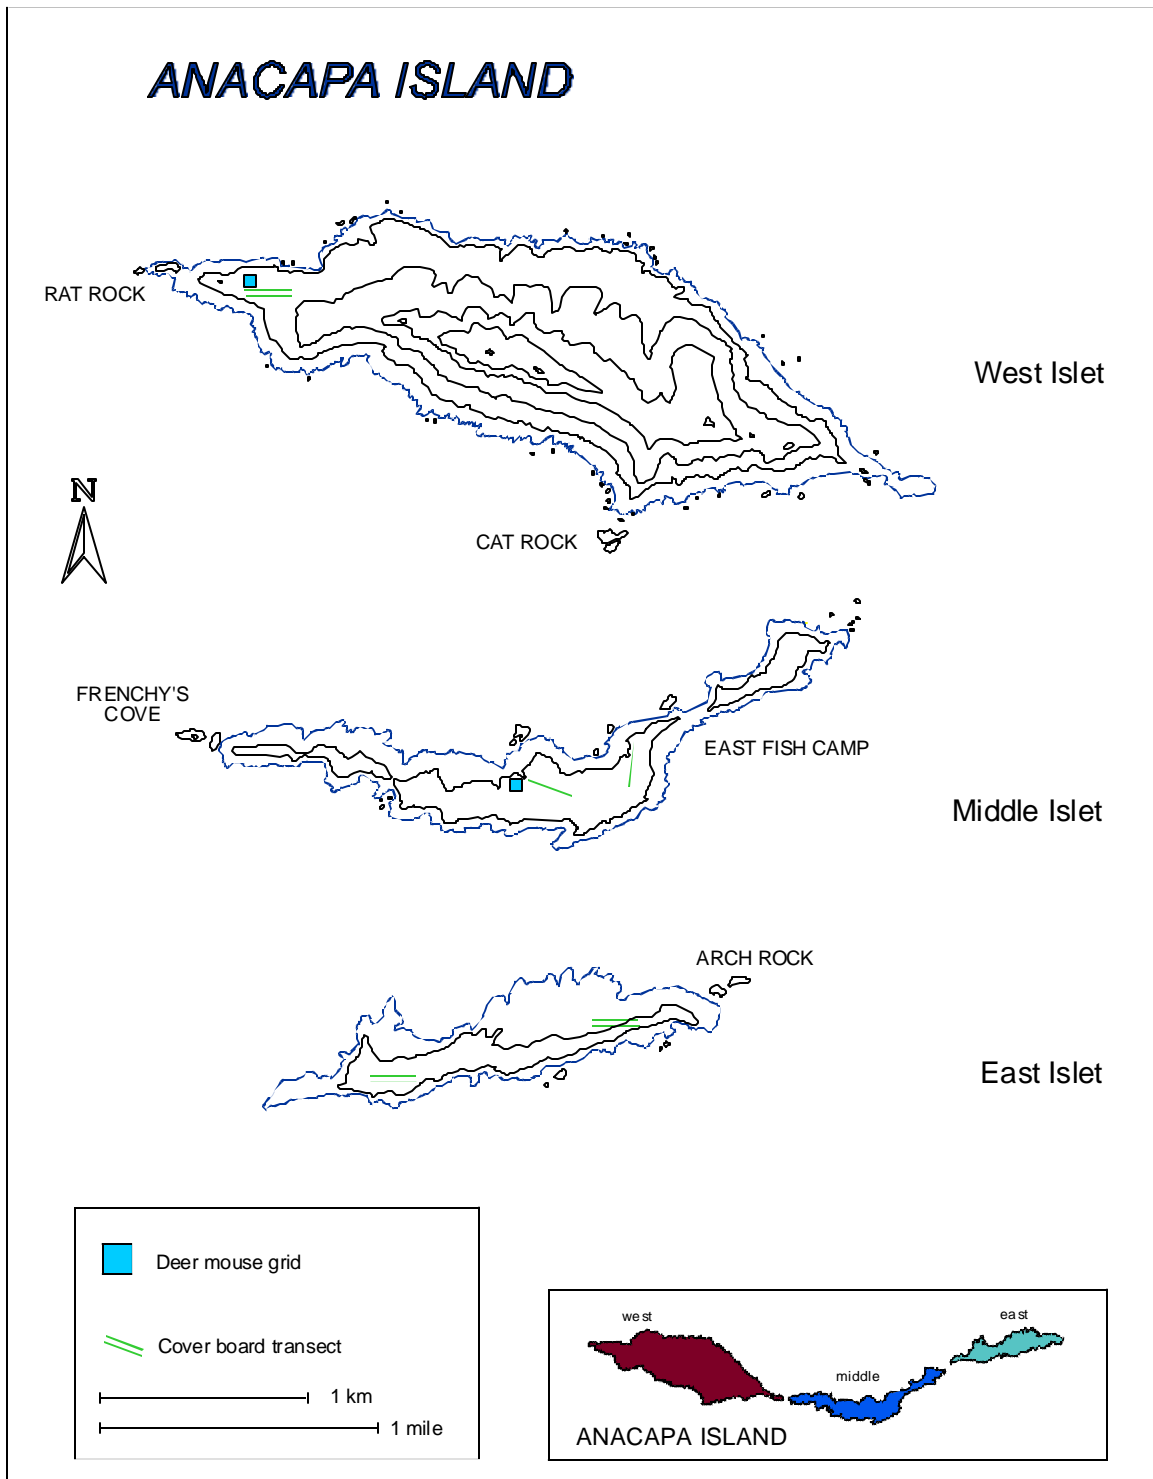 ANACAPA ISLAND
RAT ROCK
West Islet
N
CAT ROCK
FRENCHY'S
COVE
EAST FISH CAMP
Middle Islet
ARCH ROCK
East Islet
Deer mouse grid
Cover board transect
1 km
1 mile
west
east
middle
ANACAPA ISLAND